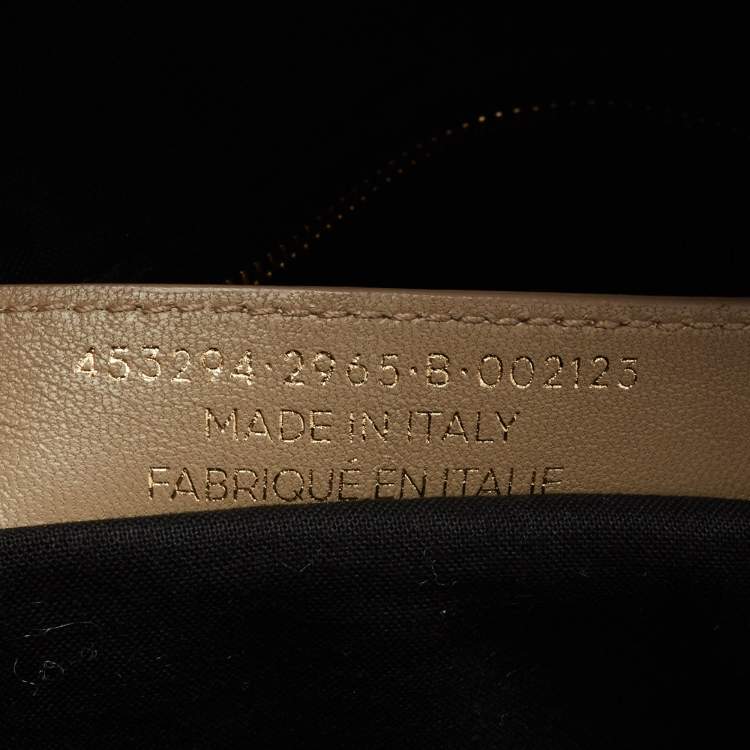 453294·2965·B·002123
MADE IN ITALY
FABRIQUÉ EN ITALIE